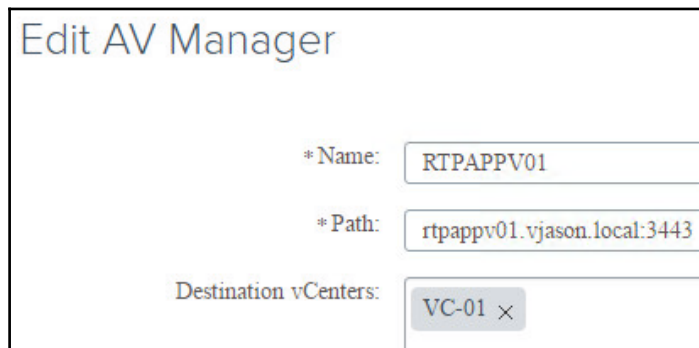 Edit AV Manager
*Name: RTPAPPV01
*Path: rtpappv01.vjason.local:3443
Destination vCenters: VC-01 ×